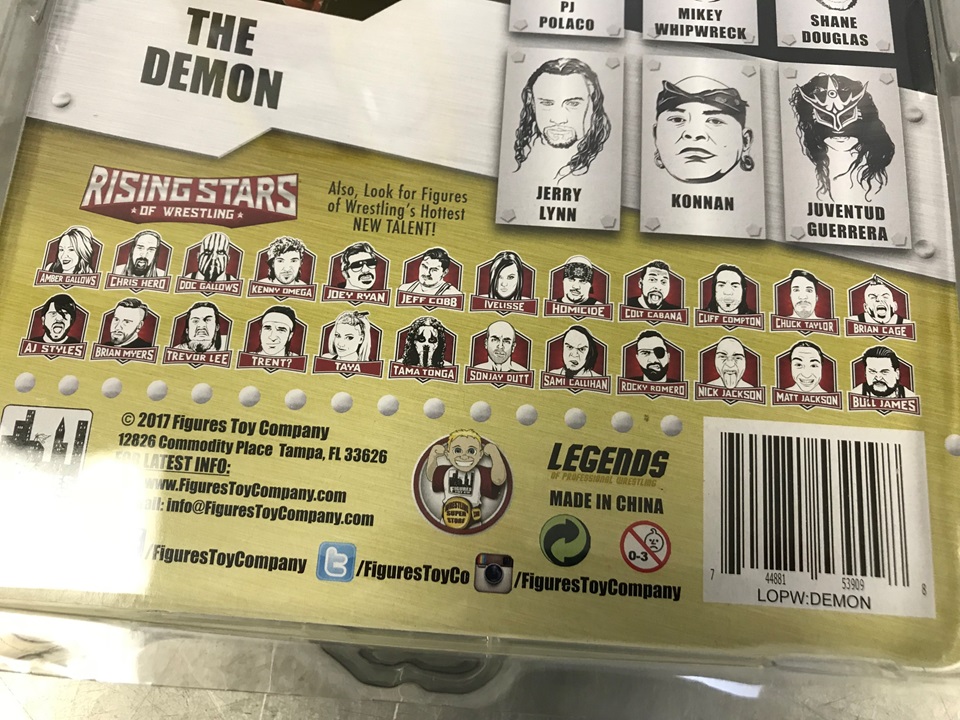 THE
DEMON
PJ
POLACO
MIKEY
WHIPWRECK
SHANE
DOUGLAS
JERRY
LYNN
KONNAN
JUVENTUD
GUERRERA
RISING STARS
OF WRESTLING
Also, Look for Figures
of Wrestling's Hottest
NEW TALENT!
AMBER GALLOWS
CHRIS HERO
DOC GALLOWS
KENNY OMEGA
JOEY RYAN
JEFF COBB
IVELISSE
HOMICIDE
COLT CABANA
CLIFF COMPTON
CHUCK TAYLOR
BRIAN CAGE
AJ STYLES
BRIAN MYERS
TREVOR LEE
TRENT?
TAYA
TAMA TONGA
SONJAY DUTT
SAMI CALLIHAN
ROCKY ROMERO
NICK JACKSON
MATT JACKSON
BULL JAMES
© 2017 Figures Toy Company
12826 Commodity Place Tampa, FL 33626
FOR LATEST INFO:
www.FiguresToyCompany.com
il: info@FiguresToyCompany.com
/FiguresToyCompany
/FiguresToyCo
/FiguresToyCompany
FIGURES
WRESTLING
SUPER
STORE
LEGENDS
OF PROFESSIONAL WRESTLING
MADE IN CHINA
0-3
7 44881 53909 8
LOPW:DEMON